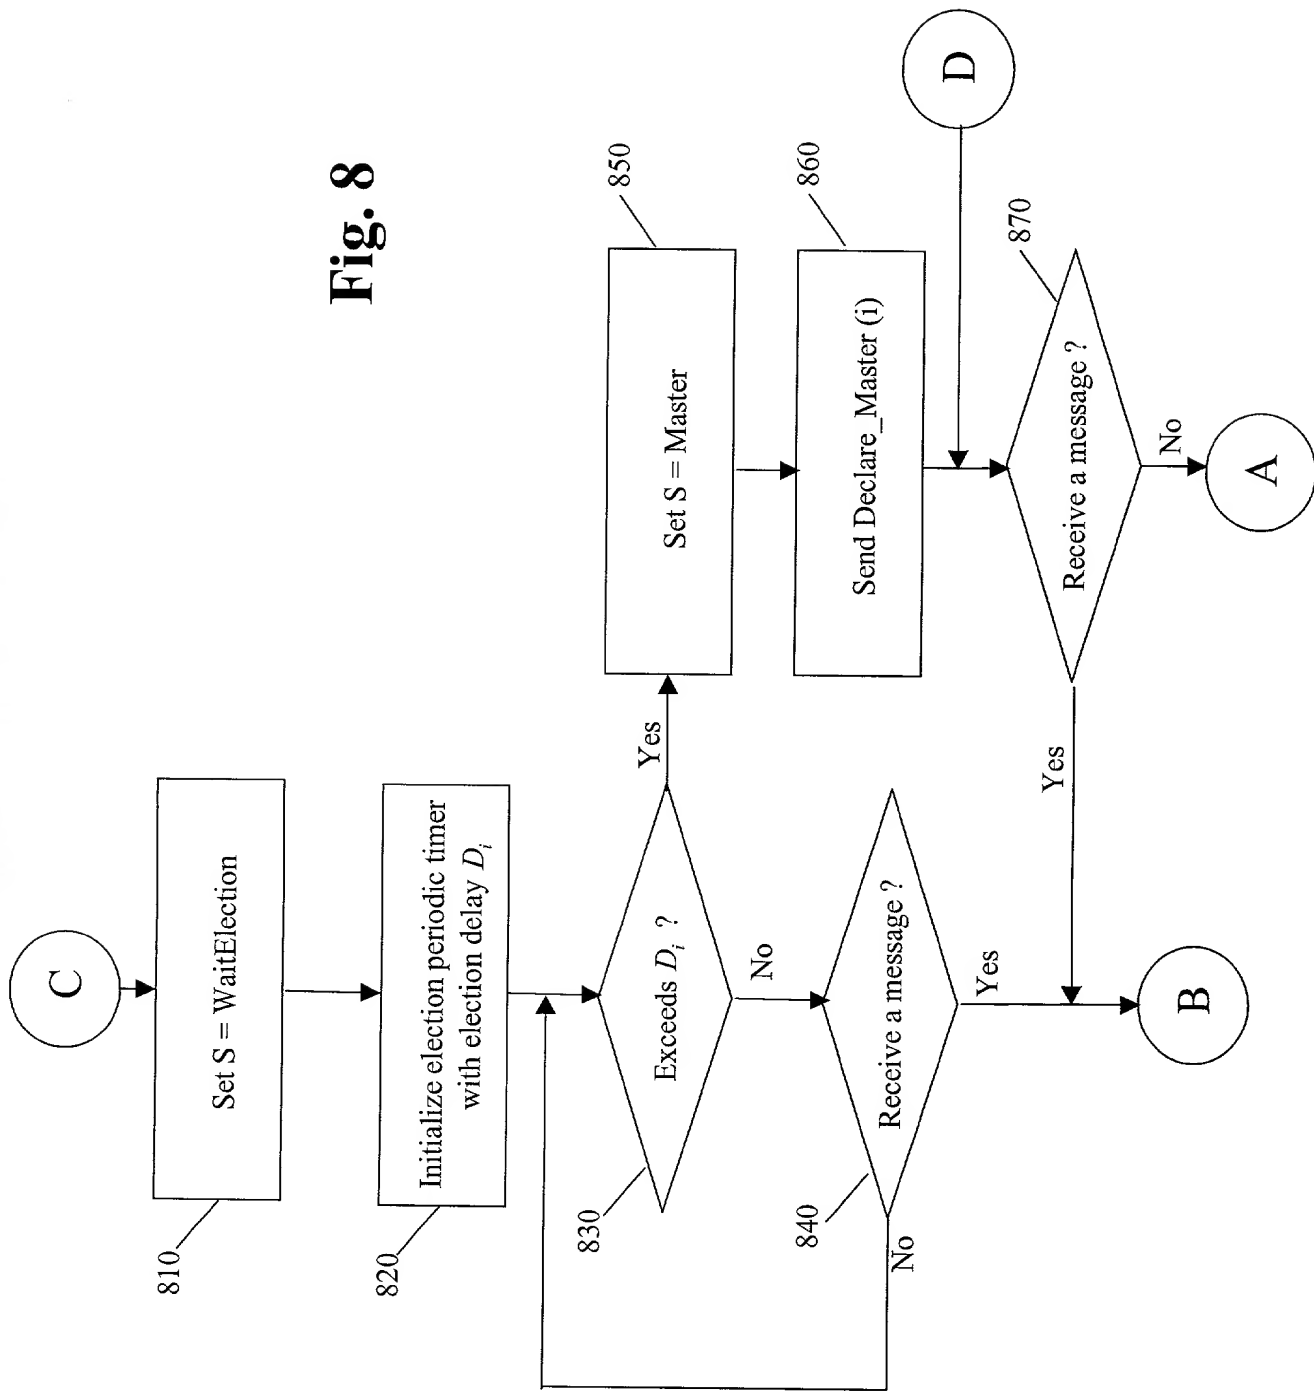 Fig. 8
C
810
Set S = WaitElection
820
Initialize election periodic timer
with election delay D_i
830
Exceeds D_i ?
Yes
No
840
Receive a message ?
No
Yes
B
850
Set S = Master
860
Send Declare_Master (i)
D
870
Receive a message ?
Yes
No
A